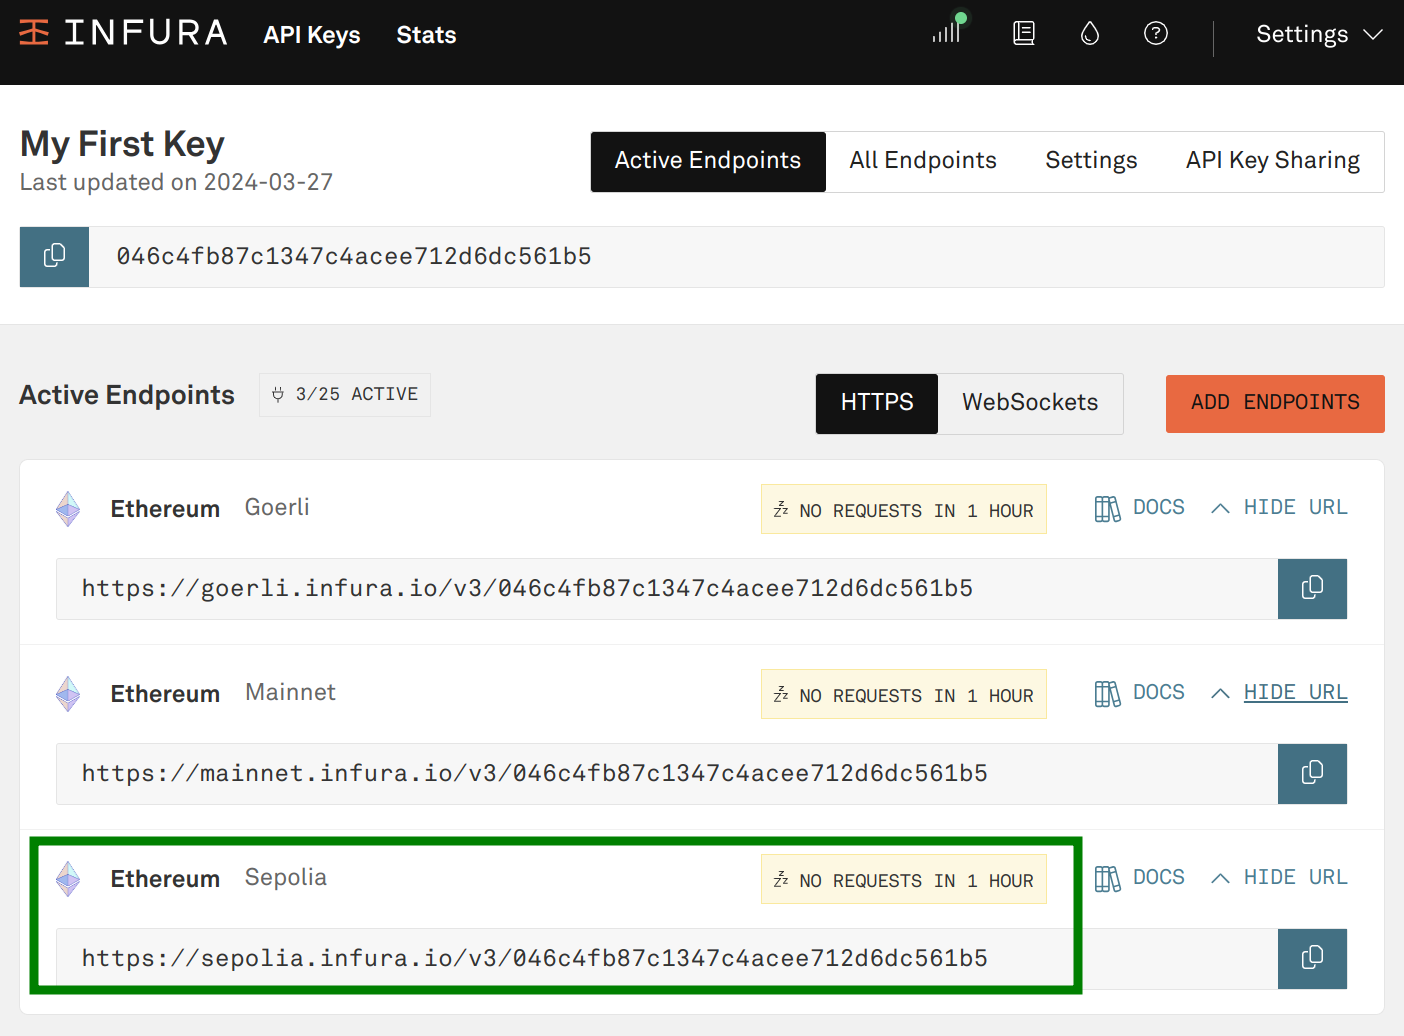 INFURA API Keys Stats Settings
My First Key
Last updated on 2024-03-27
Active Endpoints All Endpoints Settings API Key Sharing
046c4fb87c1347c4acee712d6dc561b5
Active Endpoints 3/25 ACTIVE HTTPS WebSockets ADD ENDPOINTS
Ethereum Goerli NO REQUESTS IN 1 HOUR DOCS HIDE URL
https://goerli.infura.io/v3/046c4fb87c1347c4acee712d6dc561b5
Ethereum Mainnet NO REQUESTS IN 1 HOUR DOCS HIDE URL
https://mainnet.infura.io/v3/046c4fb87c1347c4acee712d6dc561b5
Ethereum Sepolia NO REQUESTS IN 1 HOUR DOCS HIDE URL
https://sepolia.infura.io/v3/046c4fb87c1347c4acee712d6dc561b5